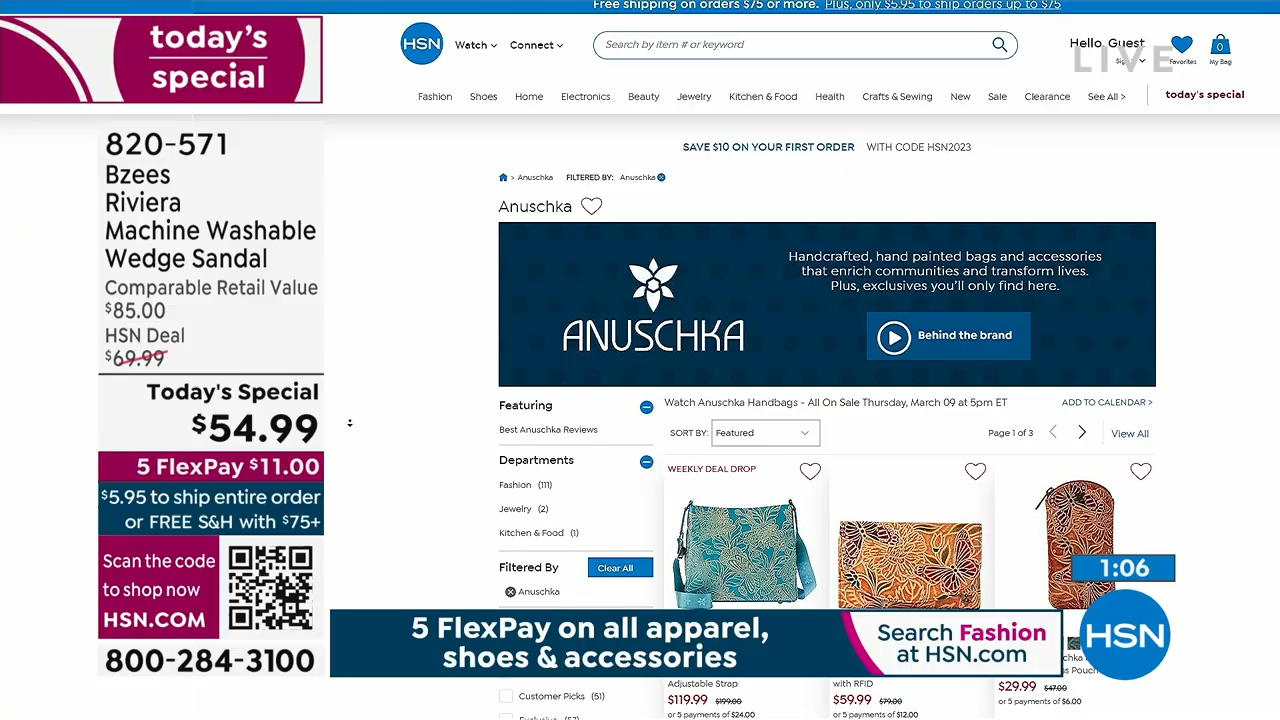 Free shipping on orders $75 or more. Plus, only $5.95 to ship orders up to $75
today's
special
HSN
Watch
Connect
Search by item # or keyword
Hello, Guest
LIVE
Favorites
0
My Bag
Fashion Shoes Home Electronics Beauty Jewelry Kitchen & Food Health Crafts & Sewing New Sale Clearance See All > today's special
820-571
Bzees
Riviera
Machine Washable
Wedge Sandal
Comparable Retail Value
$85.00
HSN Deal
$69.99
Today's Special
$54.99
5 FlexPay $11.00
$5.95 to ship entire order
or FREE S&H with $75+
Scan the code
to shop now
HSN.COM
800-284-3100
SAVE $10 ON YOUR FIRST ORDER WITH CODE HSN2023
> Anuschka FILTERED BY: Anuschka
Anuschka
ANUSCHKA
Handcrafted, hand painted bags and accessories
that enrich communities and transform lives.
Plus, exclusives you'll only find here.
Behind the brand
Featuring
Best Anuschka Reviews
Departments
Fashion (111)
Jewelry (2)
Kitchen & Food (1)
Filtered By
Clear All
Anuschka
Customer Picks (51)
Exclusive (57)
Watch Anuschka Handbags - All On Sale Thursday, March 09 at 5pm ET
ADD TO CALENDAR >
SORT BY: Featured
Page 1 of 3
View All
WEEKLY DEAL DROP
Adjustable Strap
$119.99 $199.00
or 5 payments of $24.00
with RFID
$59.99 $79.00
or 5 payments of $12.00
$29.99 $47.00
or 5 payments of $6.00
1:06
5 FlexPay on all apparel,
shoes & accessories
Search Fashion
at HSN.com
HSN